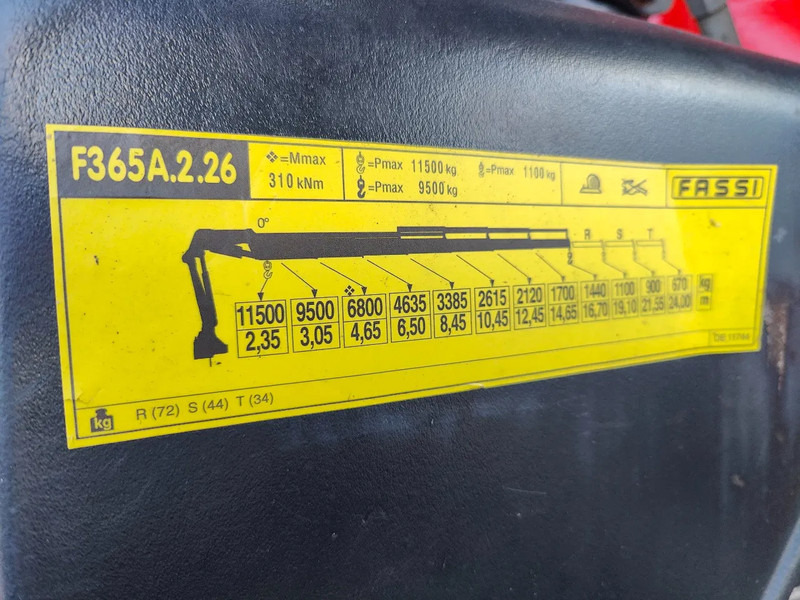 F365A.2.26
❖=Mmax
310 kNm
=Pmax 11500 kg
=Pmax 9500 kg
=Pmax 1100 kg
FASSI
0°
R S T
11500 9500 ❖ 6800 4635 3385 2615 2120 1700 1440 1100 900 670 kg
2,35 3,05 4,65 6,50 8,45 10,45 12,45 14,65 16,70 19,10 21,55 24,00 m
kg R (72) S (44) T (34)